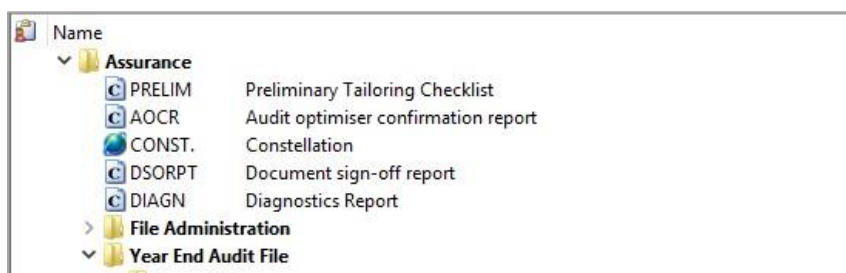 Name
Assurance
PRELIM Preliminary Tailoring Checklist
AOCR Audit optimiser confirmation report
CONST. Constellation
DSORPT Document sign-off report
DIAGN Diagnostics Report
File Administration
Year End Audit File